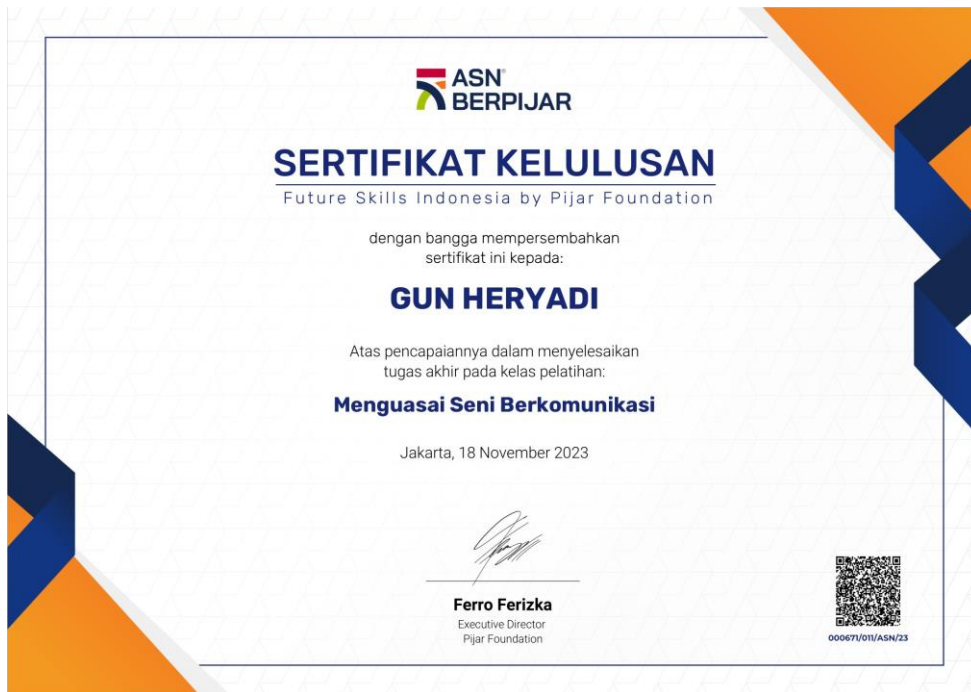 ASN
BERPIJAR
SERTIFIKAT KELULUSAN
Future Skills Indonesia by Pijar Foundation
dengan bangga mempersembahkan
sertifikat ini kepada:
GUN HERYADI
Atas pencapaiannya dalam menyelesaikan
tugas akhir pada kelas pelatihan:
Menguasai Seni Berkomunikasi
Jakarta, 18 November 2023
Ferro Ferizka
Executive Director
Pijar Foundation
000671/011/ASN/23